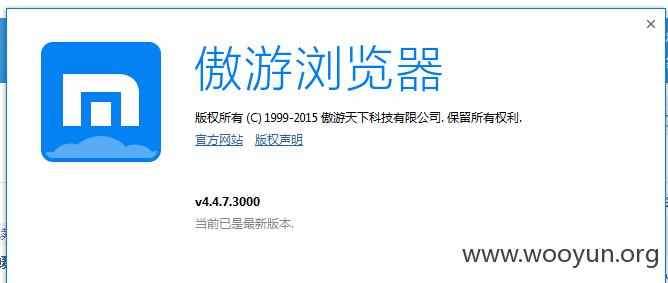 傲游浏览器
版权所有 (C) 1999-2015 傲游天下科技有限公司. 保留所有权利.
官方网站 版权声明
v4.4.7.3000
当前已是最新版本.
www.wooyun.org